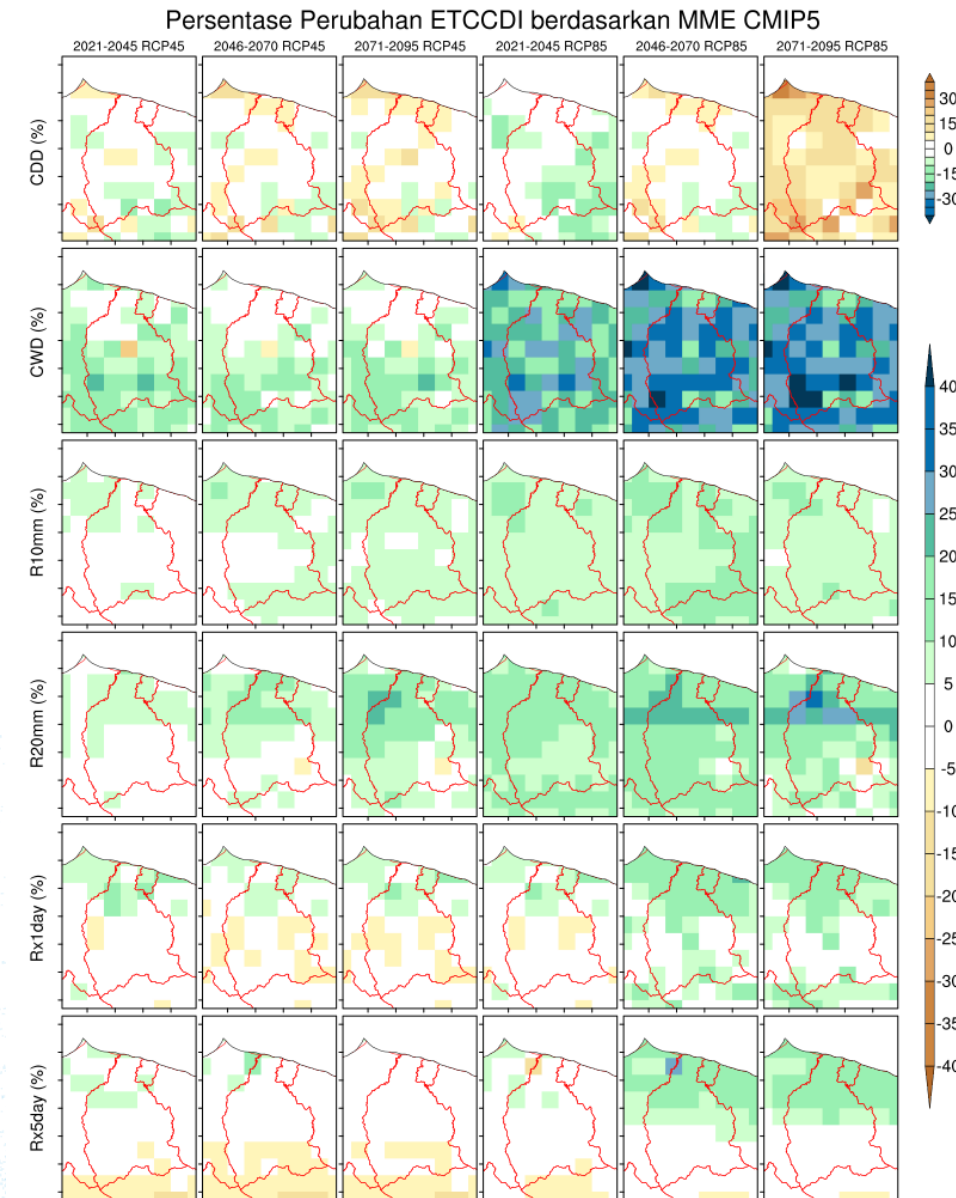 Persentase Perubahan ETCCDI berdasarkan MME CMIP5
2021-2045 RCP45 2046-2070 RCP45 2071-2095 RCP45 2021-2045 RCP85 2046-2070 RCP85 2071-2095 RCP85
CDD (%)
30
15
0
-15
-30
CWD (%)
R10mm (%)
R20mm (%)
Rx1day (%)
Rx5day (%)
40
35
30
25
20
15
10
5
0
-5
-10
-15
-20
-25
-30
-35
-40